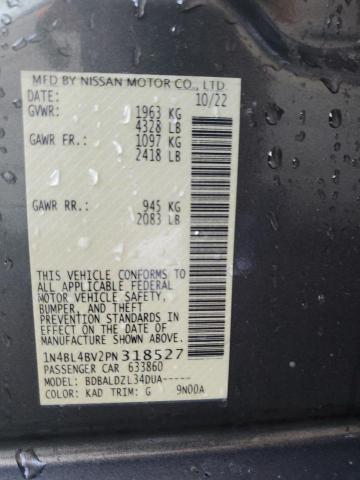 MFD BY NISSAN MOTOR CO., LTD.
DATE: 10/22
GVWR: 1963 KG
4328 LB
GAWR FR.: 1097 KG
2418 LB
GAWR RR.: 945 KG
2083 LB
THIS VEHICLE CONFORMS TO
ALL APPLICABLE FEDERAL
MOTOR VEHICLE SAFETY,
BUMPER, AND THEFT
PREVENTION STANDARDS IN
EFFECT ON THE DATE OF
MANUFACTURE SHOWN ABOVE.
1N4BL4BV2PN318527
PASSENGER CAR 633860
MODEL: BDBALDZL34DUA-----
COLOR: KAD TRIM: G 9N00A